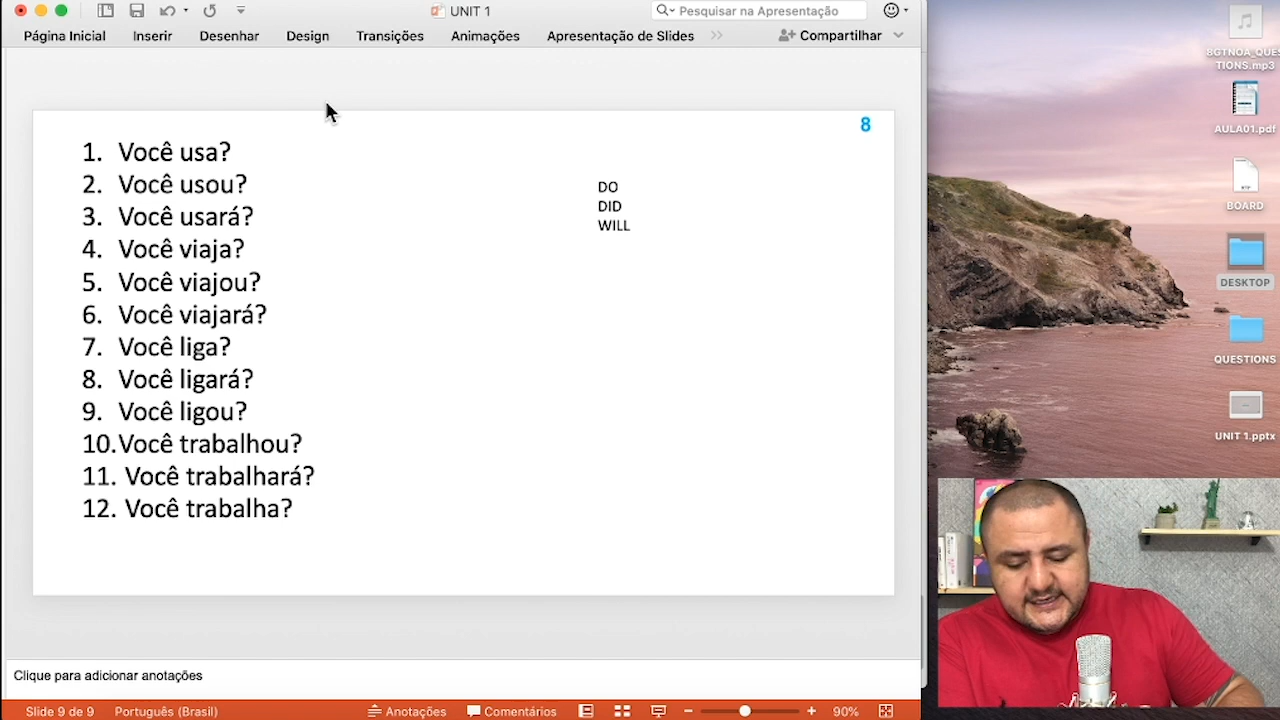 UNIT 1
Pesquisar na Apresentação
Página Inicial
Inserir
Desenhar
Design
Transições
Animações
Apresentação de Slides
Compartilhar
8
1. Você usa?
2. Você usou?
3. Você usará?
4. Você viaja?
5. Você viajou?
6. Você viajará?
7. Você liga?
8. Você ligará?
9. Você ligou?
10.Você trabalhou?
11. Você trabalhará?
12. Você trabalha?
DO
DID
WILL
Clique para adicionar anotações
Slide 9 de 9
Português (Brasil)
Anotações
Comentários
90%
8GTNOA_QUES
TIONS.mp3
AULA01.pdf
BOARD
DESKTOP
QUESTIONS
UNIT 1.pptx